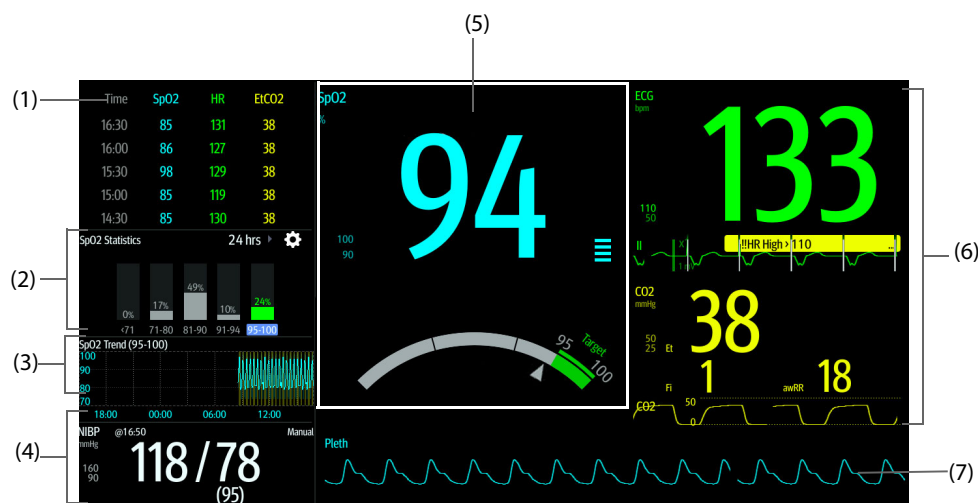 (5)
(1)
Time SpO2 HR EtCO2
16:30 85 131 38
16:00 86 127 38
15:30 98 129 38
15:00 85 119 38
14:30 85 130 38
(2)
SpO2 Statistics 24 hrs
0% 17% 49% 10% 24%
<71 71-80 81-90 91-94 95-100
(3)
SpO2 Trend (95-100)
100
90
80
70
18:00 00:00 06:00 12:00
(4)
NIBP @16:50 Manual
mmHg
160
90
118 / 78
(95)
SpO2
%
94
100
90
95 Target 100
ECG
bpm
133
110
50
!!HR High > 110 ...
II X 1
(6)
CO2
mmHg
38
50
25
Et
Fi 1 awRR 18
CO2 50
0
Pleth
(7)